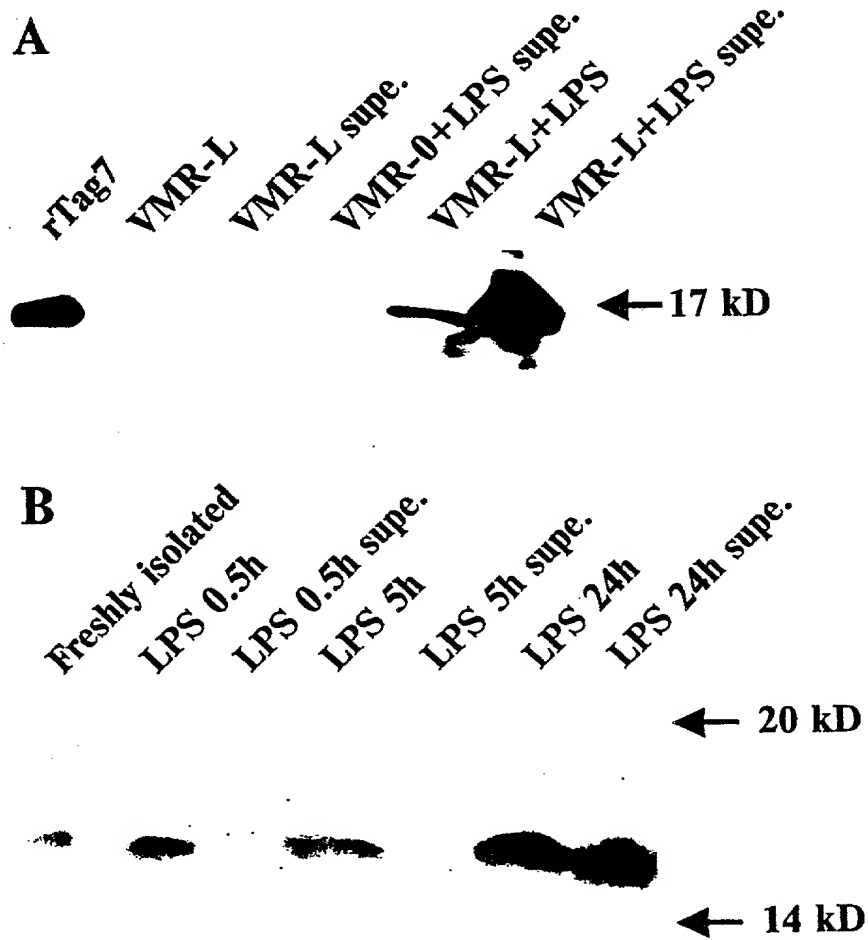 A
rTag7
VMR-L
VMR-L supe.
VMR-0+LPS supe.
VMR-L+LPS
VMR-L+LPS supe.
17 kD
B
Freshly isolated
LPS 0.5h
LPS 0.5h supe.
LPS 5h
LPS 5h supe.
LPS 24h
LPS 24h supe.
20 kD
14 kD